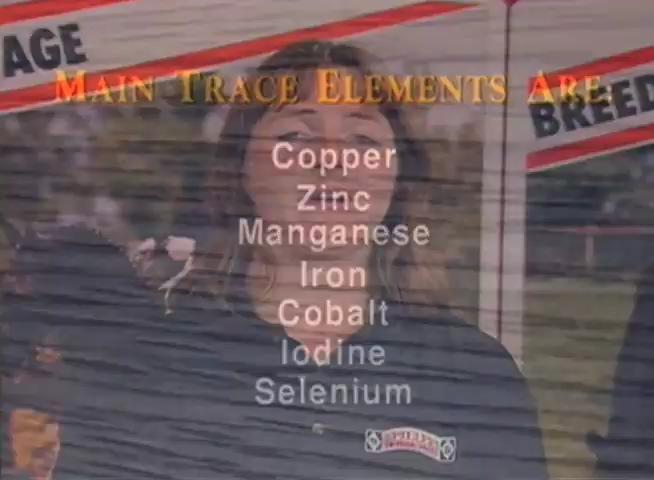 AGE
MAIN TRACE ELEMENTS ARE:
BREED
Copper
Zinc
Manganese
Iron
Cobalt
Iodine
Selenium